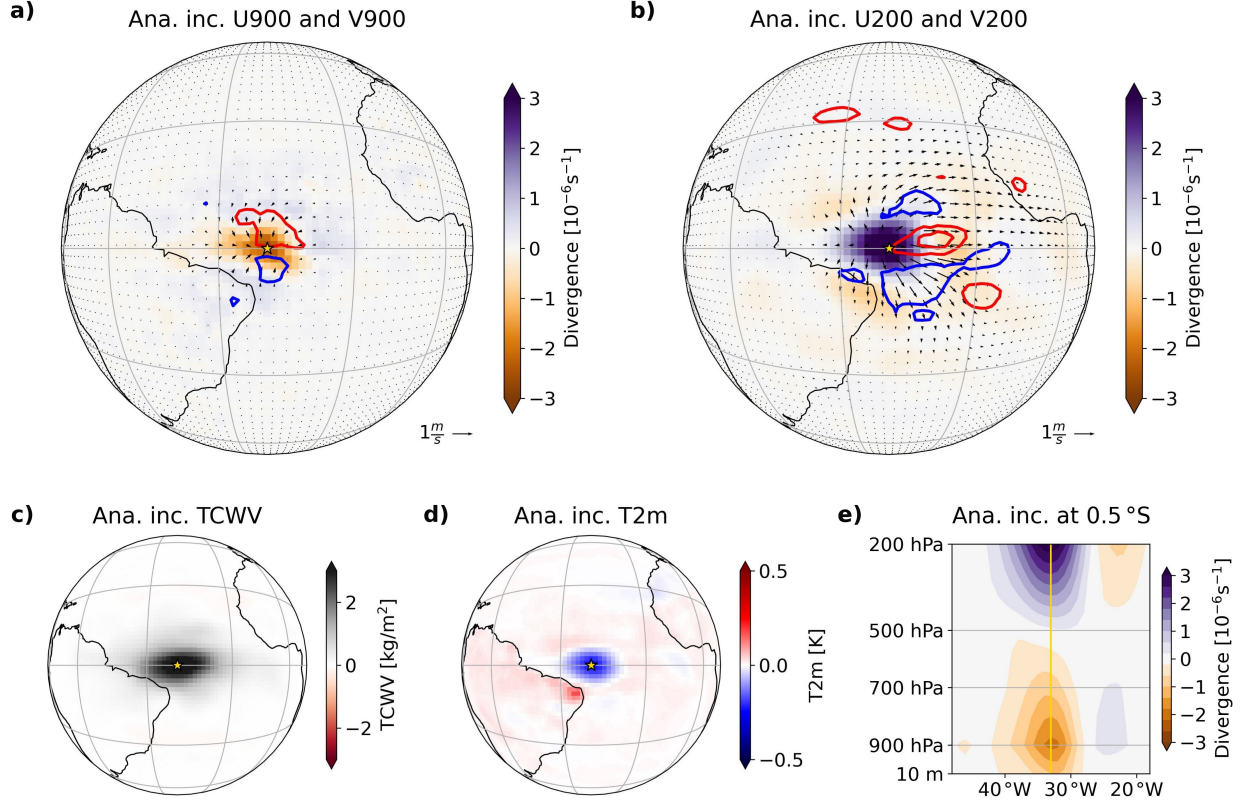 a) Ana. inc. U900 and V900
3
2
1
0
−1
−2
−3
Divergence [10⁻⁶s⁻¹]
1 m/s
b) Ana. inc. U200 and V200
3
2
1
0
−1
−2
−3
Divergence [10⁻⁶s⁻¹]
1 m/s
c) Ana. inc. TCWV
2
0
−2
TCWV [kg/m²]
d) Ana. inc. T2m
0.5
0.0
−0.5
T2m [K]
e) Ana. inc. at 0.5 °S
200 hPa
500 hPa
700 hPa
900 hPa
10 m
40°W 30°W 20°W
3
2
1
0
−1
−2
−3
Divergence [10⁻⁶s⁻¹]